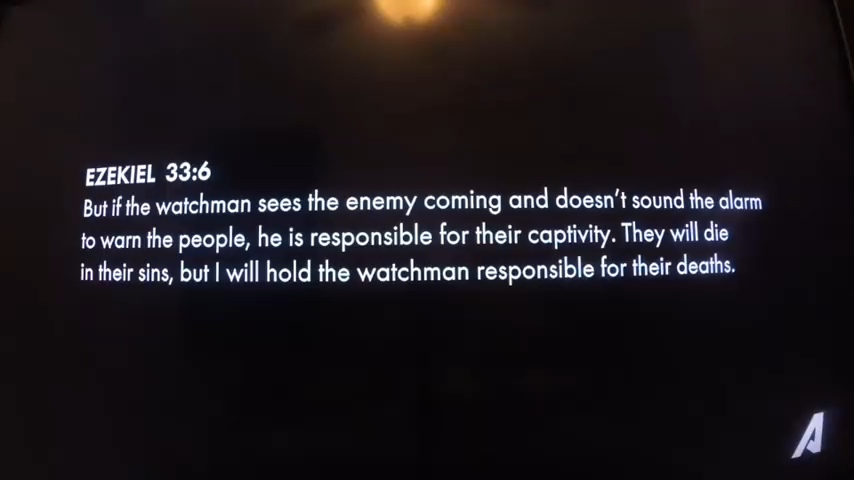 EZEKIEL 33:6
But if the watchman sees the enemy coming and doesn't sound the alarm
to warn the people, he is responsible for their captivity. They will die
in their sins, but I will hold the watchman responsible for their deaths.
A